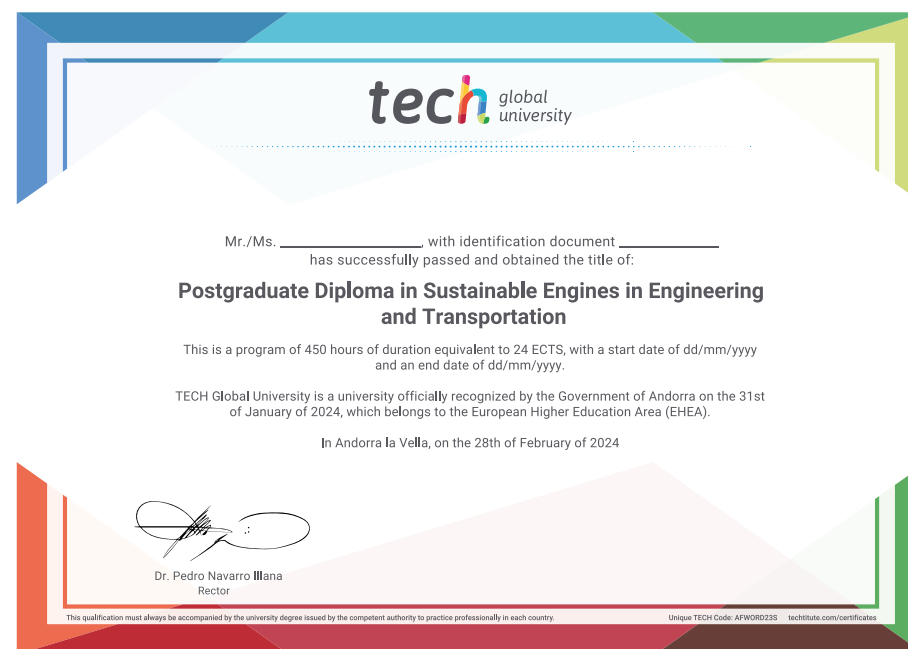 tech global university
Mr./Ms. ____________, with identification document ____________
has successfully passed and obtained the title of:
Postgraduate Diploma in Sustainable Engines in Engineering
and Transportation
This is a program of 450 hours of duration equivalent to 24 ECTS, with a start date of dd/mm/yyyy
and an end date of dd/mm/yyyy.
TECH Global University is a university officially recognized by the Government of Andorra on the 31st
of January of 2024, which belongs to the European Higher Education Area (EHEA).
In Andorra la Vella, on the 28th of February of 2024
Dr. Pedro Navarro Illana
Rector
This qualification must always be accompanied by the university degree issued by the competent authority to practice professionally in each country. Unique TECH Code: AFWORD23S techtitute.com/certificates